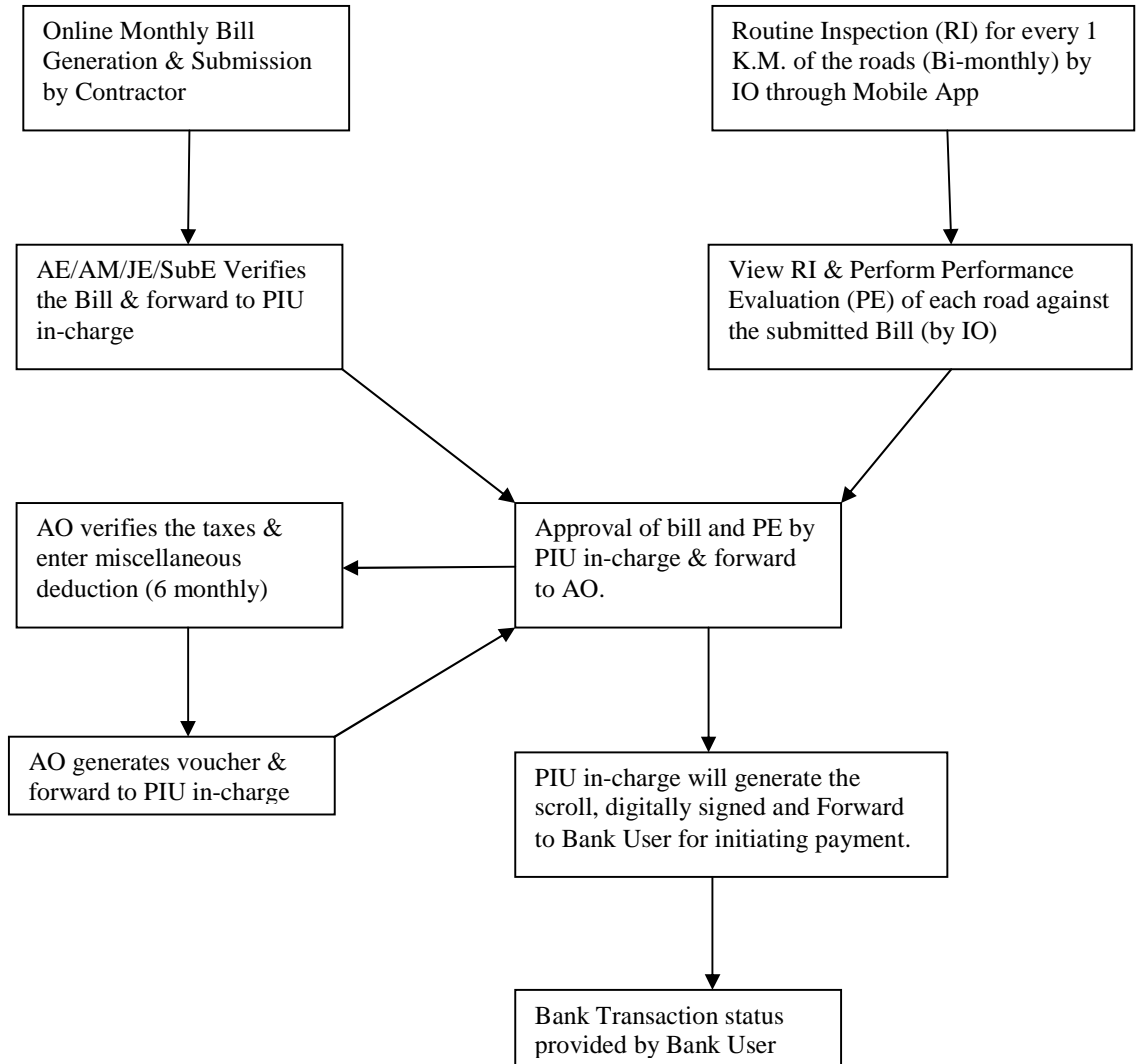 Online Monthly Bill
Generation & Submission
by Contractor
Routine Inspection (RI) for every 1
K.M. of the roads (Bi-monthly) by
IO through Mobile App
AE/AM/JE/SubE Verifies
the Bill & forward to PIU
in-charge
View RI & Perform Performance
Evaluation (PE) of each road against
the submitted Bill (by IO)
AO verifies the taxes &
enter miscellaneous
deduction (6 monthly)
Approval of bill and PE by
PIU in-charge & forward
to AO.
AO generates voucher &
forward to PIU in-charge
PIU in-charge will generate the
scroll, digitally signed and Forward
to Bank User for initiating payment.
Bank Transaction status
provided by Bank User